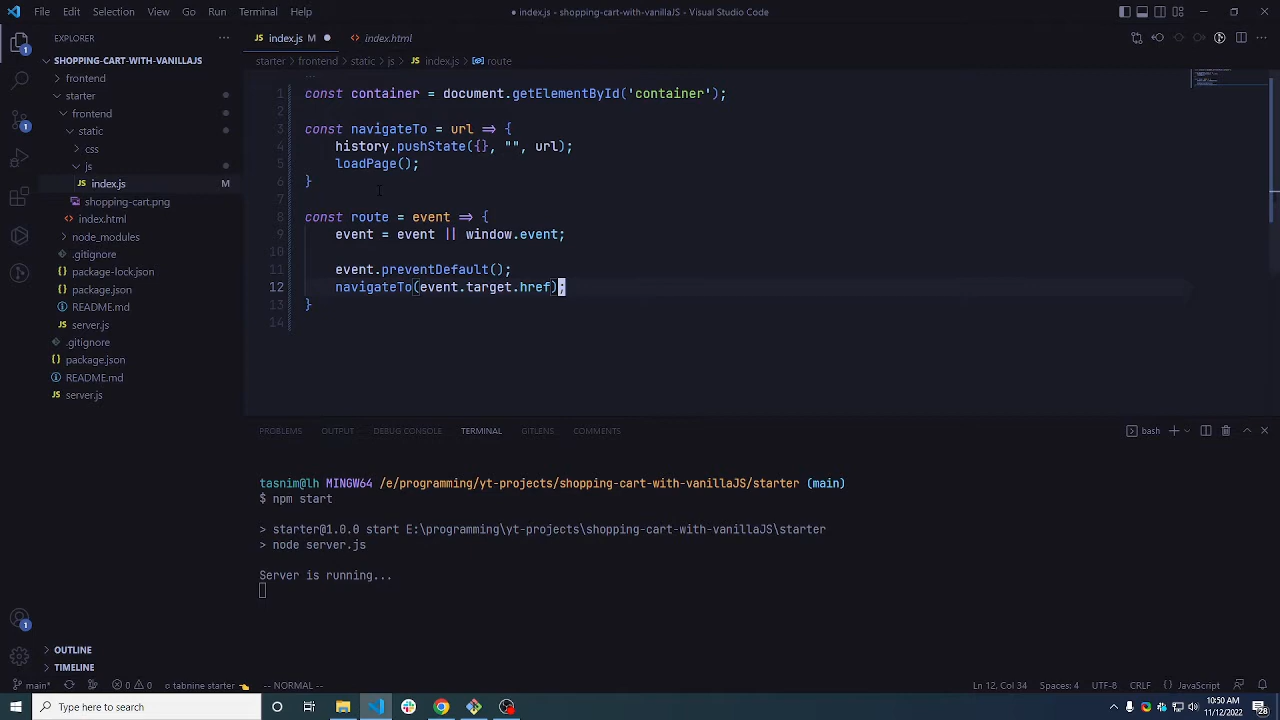 File Edit Selection View Go Run Terminal Help
● index.js - shopping-cart-with-vanillaJS - Visual Studio Code
EXPLORER ...
SHOPPING-CART-WITH-VANILLAJS
frontend
starter
frontend
static
css
js
JS index.js M
shopping-cart.png
<> index.html
node_modules
.gitignore
{} package-lock.json
{} package.json
README.md
JS server.js
.gitignore
{} package.json
README.md
JS server.js
OUTLINE
TIMELINE
JS index.js M ●
<> index.html
starter > frontend > static > js > JS index.js > route
...
1 const container = document.getElementById('container');
2
3 const navigateTo = url => {
4 history.pushState({}, "", url);
5 loadPage();
6 }
7
8 const route = event => {
9 event = event || window.event;
10
11 event.preventDefault();
12 navigateTo(event.target.href);
13 }
14
PROBLEMS OUTPUT DEBUG CONSOLE TERMINAL GITLENS COMMENTS
bash
tasnim@lh MINGW64 /e/programming/yt-projects/shopping-cart-with-vanillaJS/starter (main)
$ npm start
> starter@1.0.0 start E:\programming\yt-projects\shopping-cart-with-vanillaJS\starter
> node server.js
Server is running...
main* 0 0 tabnine starter -- NORMAL -- Ln 12, Col 34 Spaces: 4 UTF-8 CRLF JavaScript
Type here to search
10:50 AM
11/12/2022
28